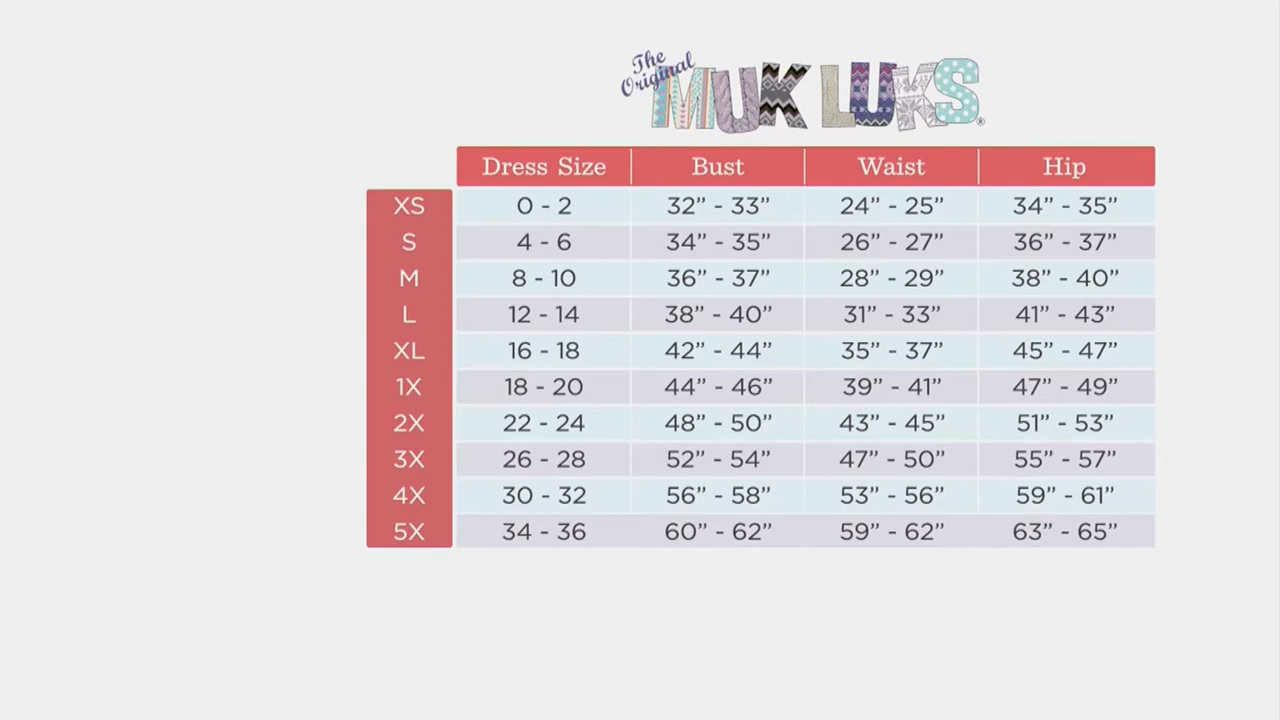 The
Original
MUK LUKS®
Dress Size Bust Waist Hip
XS 0 - 2 32” - 33” 24” - 25” 34” - 35”
S 4 - 6 34” - 35” 26” - 27” 36” - 37”
M 8 - 10 36” - 37” 28” - 29” 38” - 40”
L 12 - 14 38” - 40” 31” - 33” 41” - 43”
XL 16 - 18 42” - 44” 35” - 37” 45” - 47”
1X 18 - 20 44” - 46” 39” - 41” 47” - 49”
2X 22 - 24 48” - 50” 43” - 45” 51” - 53”
3X 26 - 28 52” - 54” 47” - 50” 55” - 57”
4X 30 - 32 56” - 58” 53” - 56” 59” - 61”
5X 34 - 36 60” - 62” 59” - 62” 63” - 65”